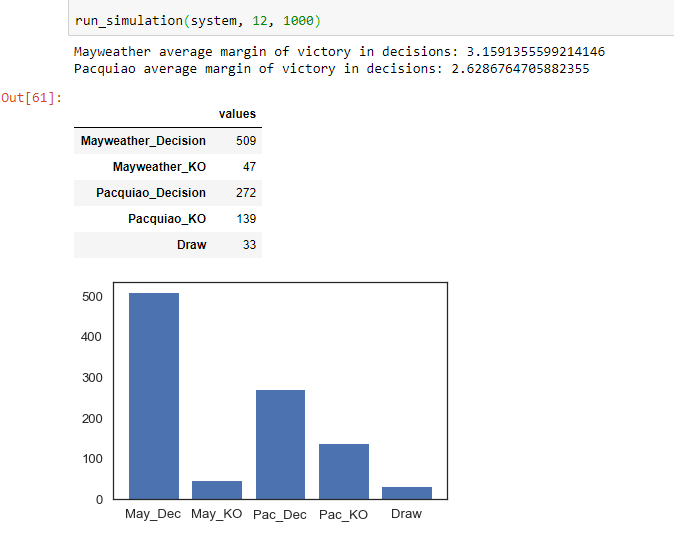 run_simulation(system, 12, 1000)
Mayweather average margin of victory in decisions: 3.1591355599214146
Pacquiao average margin of victory in decisions: 2.6286764705882355
Out[61]:
values
Mayweather_Decision 509
Mayweather_KO 47
Pacquiao_Decision 272
Pacquiao_KO 139
Draw 33
500
400
300
200
100
0
May_Dec May_KO Pac_Dec Pac_KO Draw